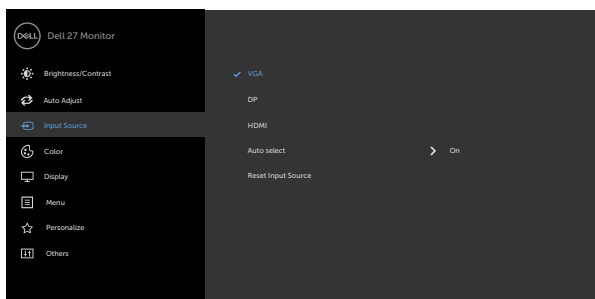 DELL
Dell 27 Monitor
Brightness/Contrast
Auto Adjust
Input Source
Color
Display
Menu
Personalize
Others
VGA
DP
HDMI
Auto select
On
Reset Input Source